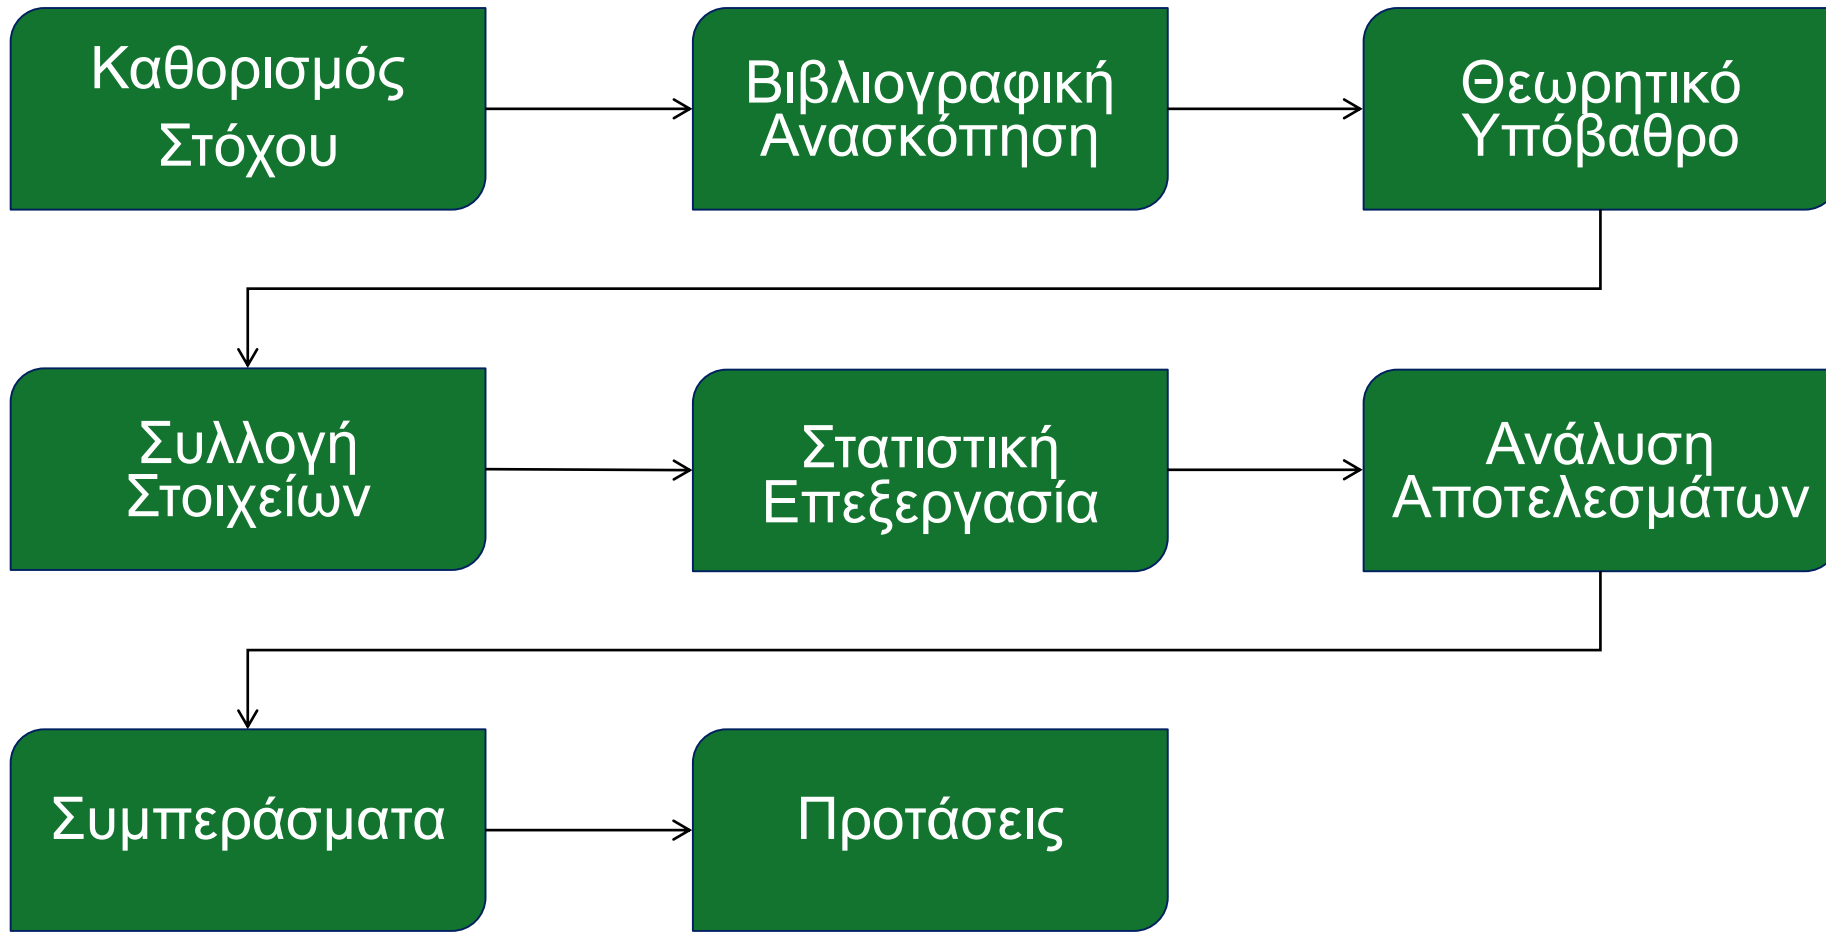 Καθορισμός
Στόχου
Βιβλιογραφική
Ανασκόπηση
Θεωρητικό
Υπόβαθρο
Συλλογή
Στοιχείων
Στατιστική
Επεξεργασία
Ανάλυση
Αποτελεσμάτων
Συμπεράσματα
Προτάσεις